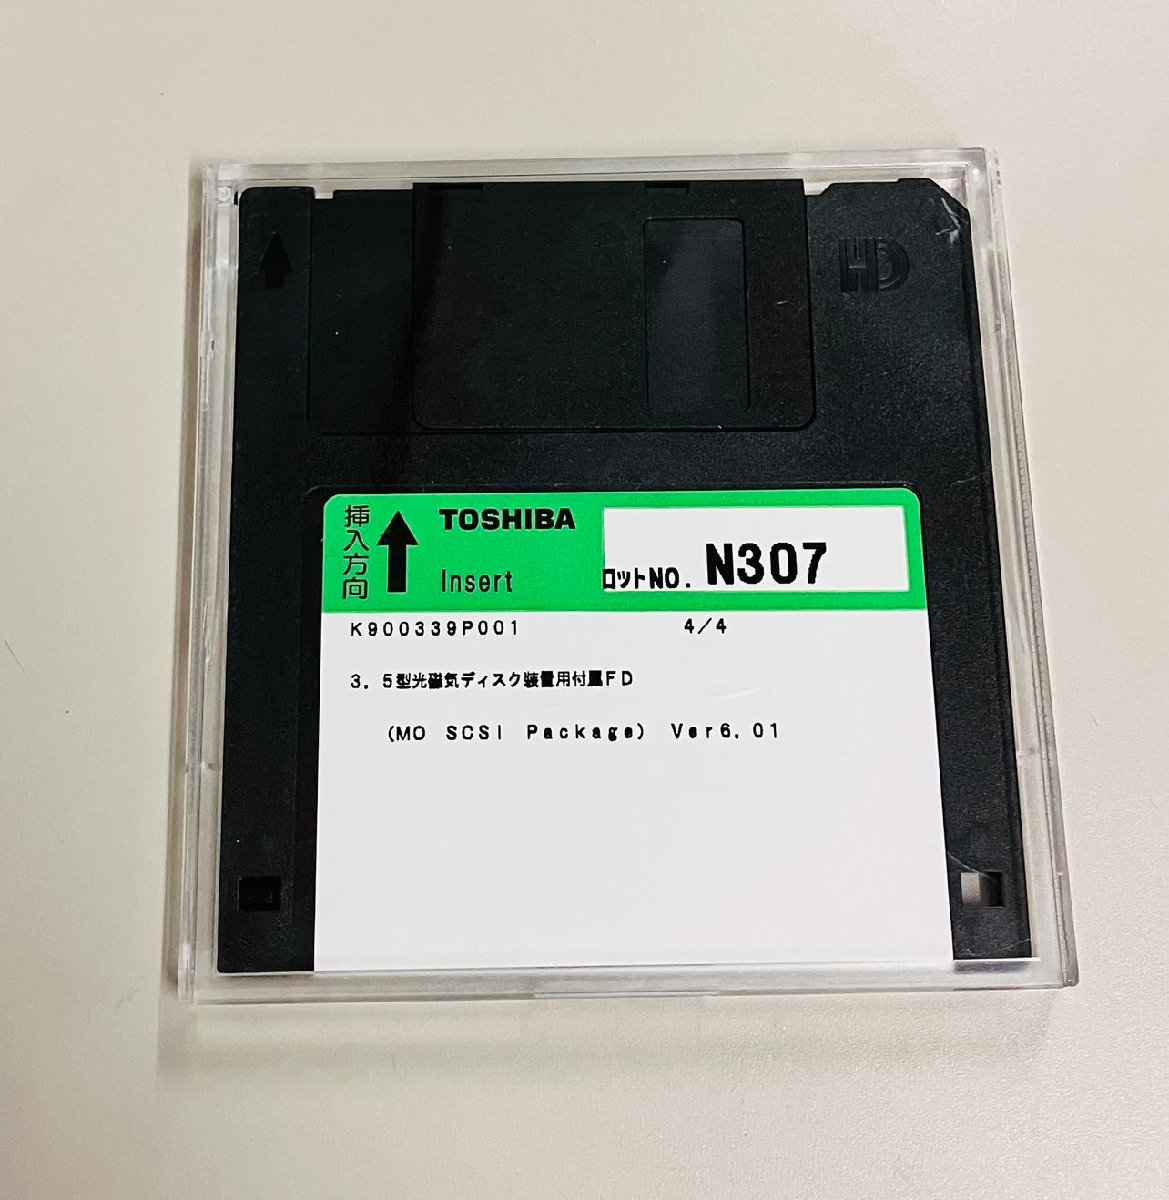 HD
挿入方向
TOSHIBA
Insert
ロットNO. N307
K900339P001 4/4
3.5型光磁気ディスク装置用付属FD
(MO SCSI Package) Ver6.01